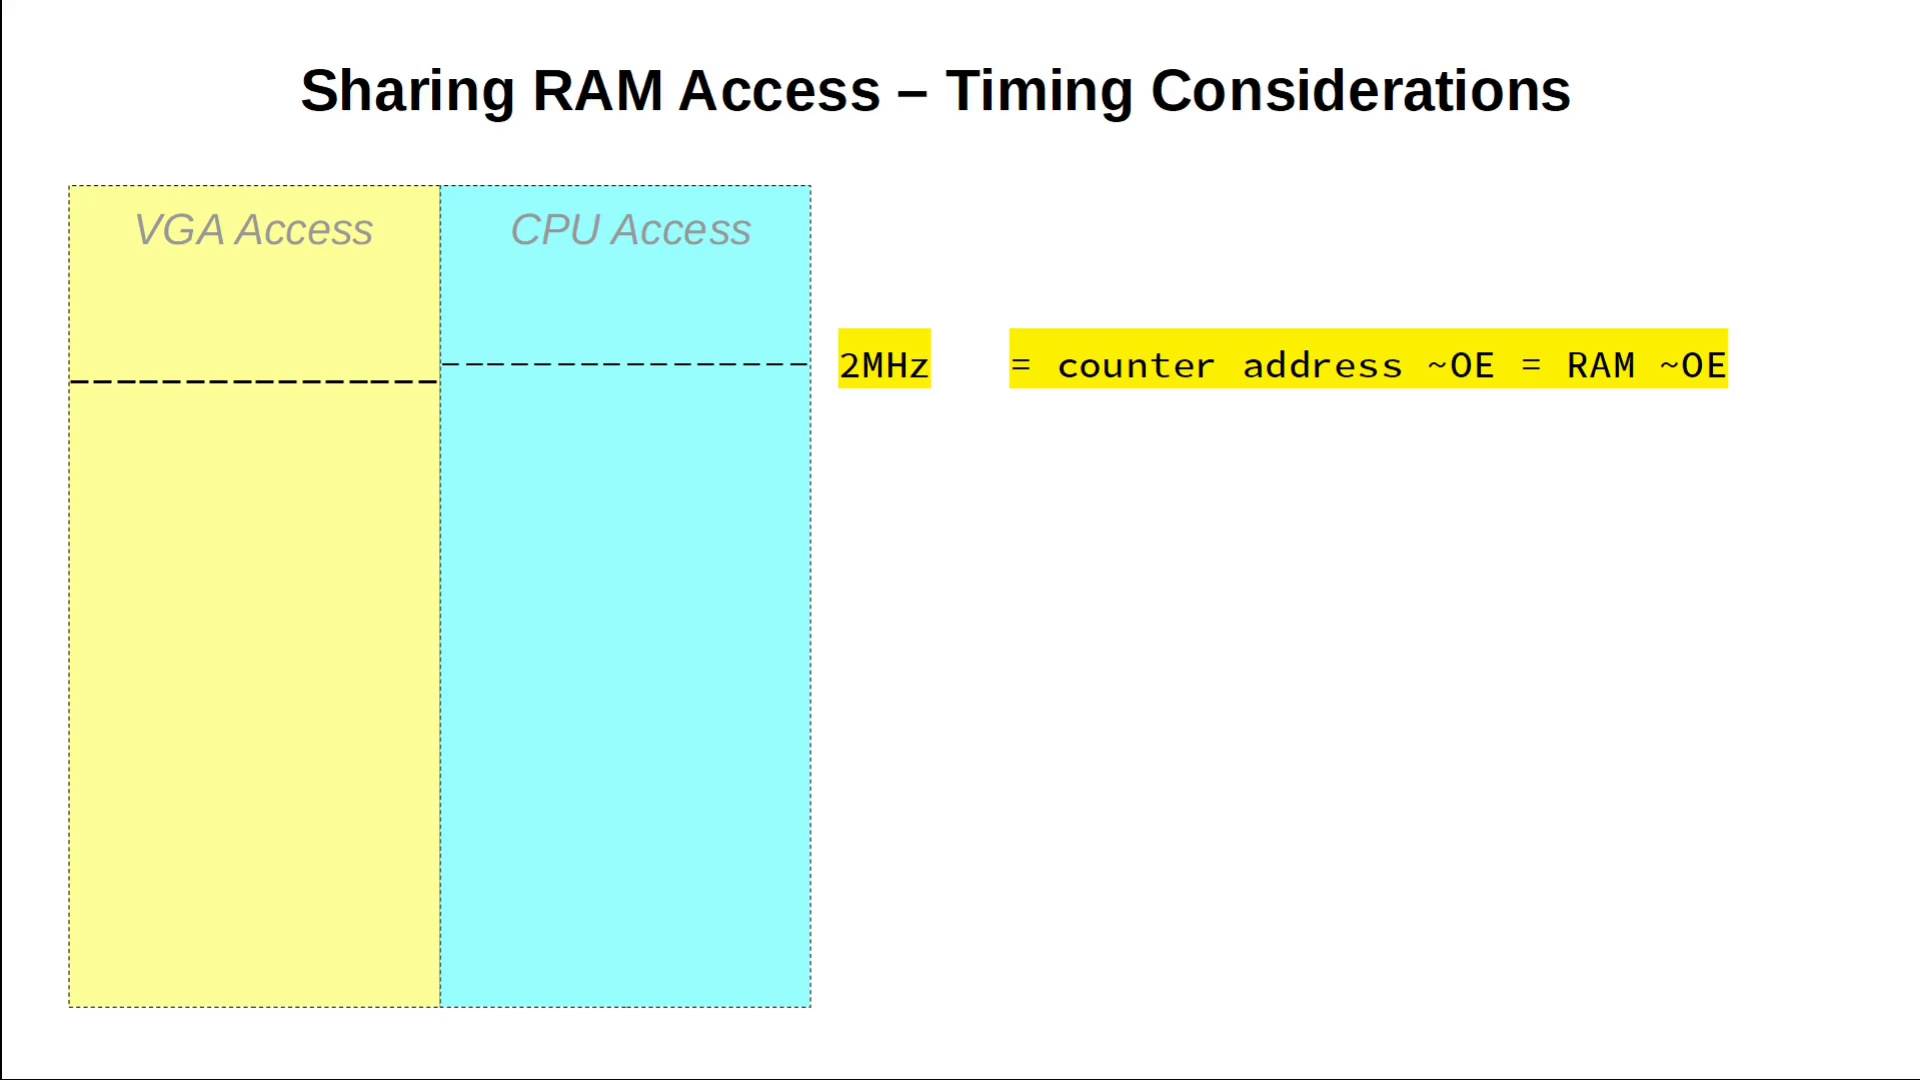 Sharing RAM Access – Timing Considerations
VGA Access
CPU Access
2MHz = counter address ~OE = RAM ~OE